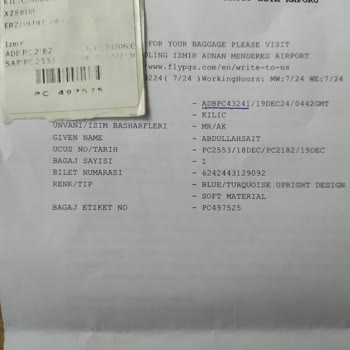 XZ8KUU
Izmir
ADB PC2182
SAW PC2553
PC 497525
FOR YOUR BAGGAGE PLEASE VISIT
LING IZMIR ADNAN MENDERES AIRPORT
www.flypgs.com/en/write-to-us
3224( 7/24 )WorkingHours: MW:7/24 WE:7/24
- ADBPC43241/19DEC24/0442GMT
- KILIC
UNVANI/ISIM BASHARFLERI - MR/AK
GIVEN NAME - ABDULLAHSAIT
UCUS NO/TARIH - PC2553/18DEC/PC2182/19DEC
BAGAJ SAYISI - 1
BILET NUMARASI - 6242443129092
RENK/TIP - BLUE/TURQUOISE UPRIGHT DESIGN
- SOFT MATERIAL
BAGAJ ETIKET NO - PC497525